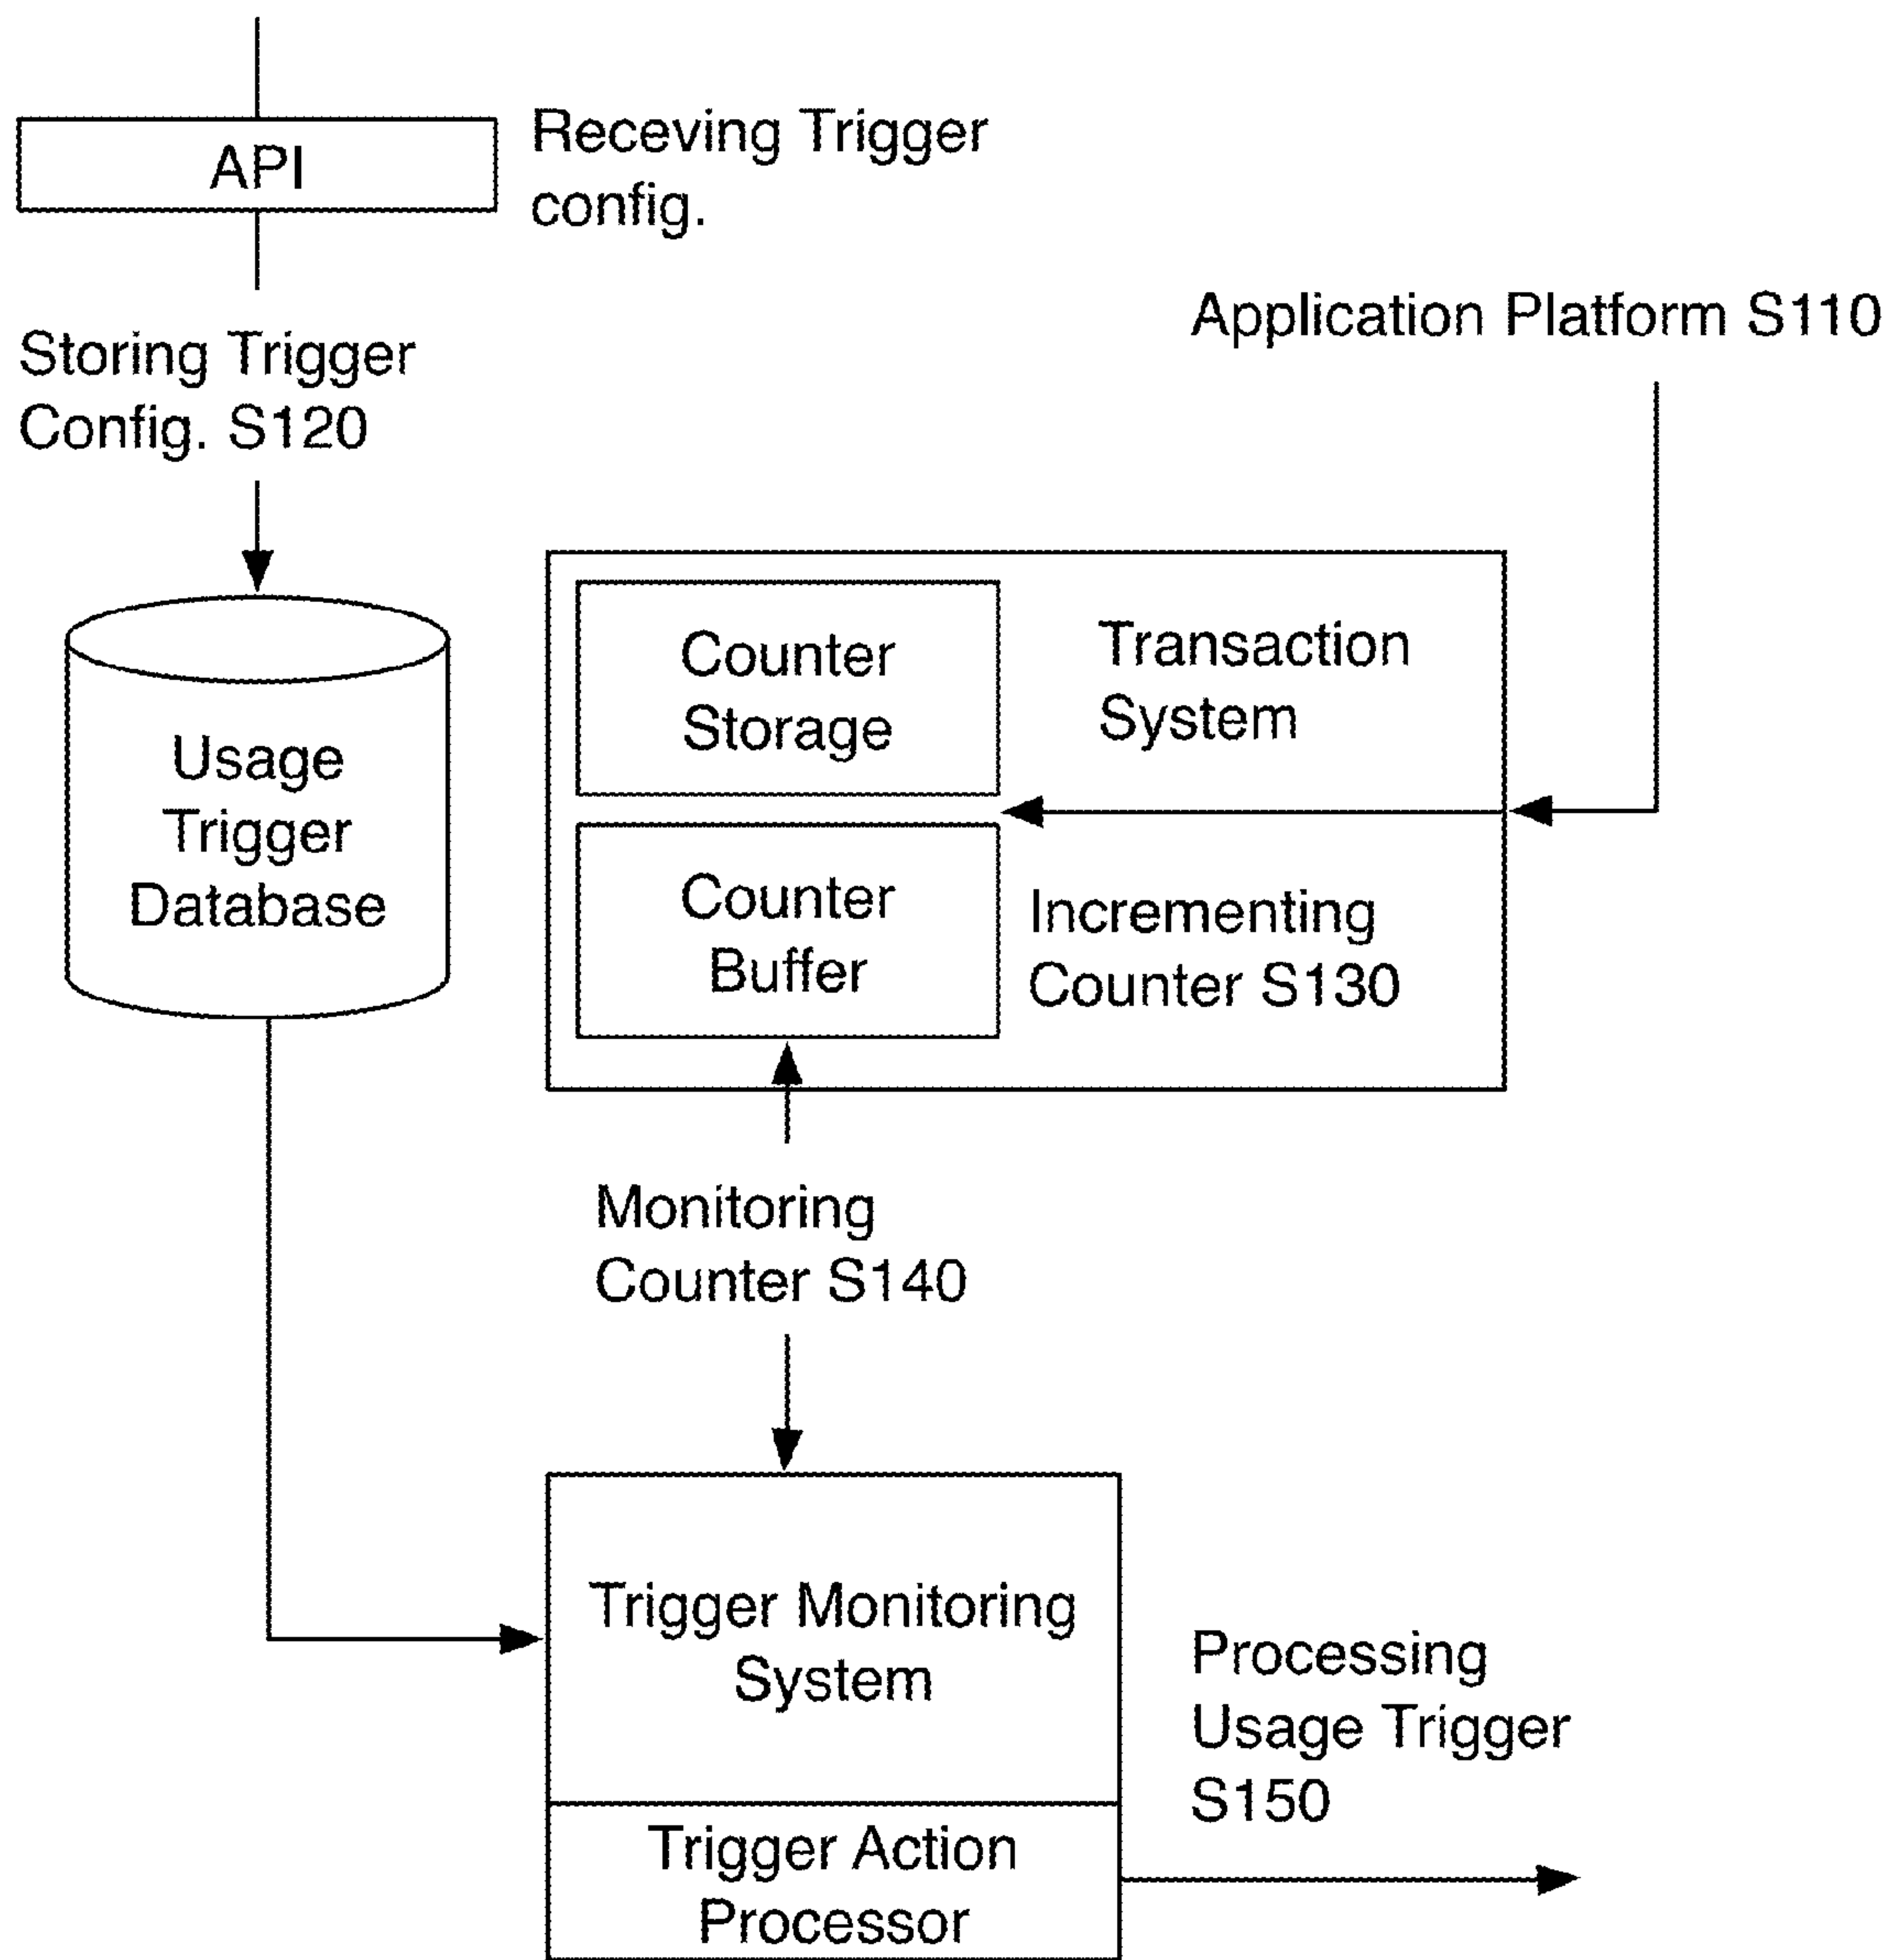 API
Receving Trigger
config.
Storing Trigger
Config. S120
Application Platform S110
Usage
Trigger
Database
Counter
Storage
Transaction
System
Counter
Buffer
Incrementing
Counter S130
Monitoring
Counter S140
Trigger Monitoring
System
Processing
Usage Trigger
S150
Trigger Action
Processor